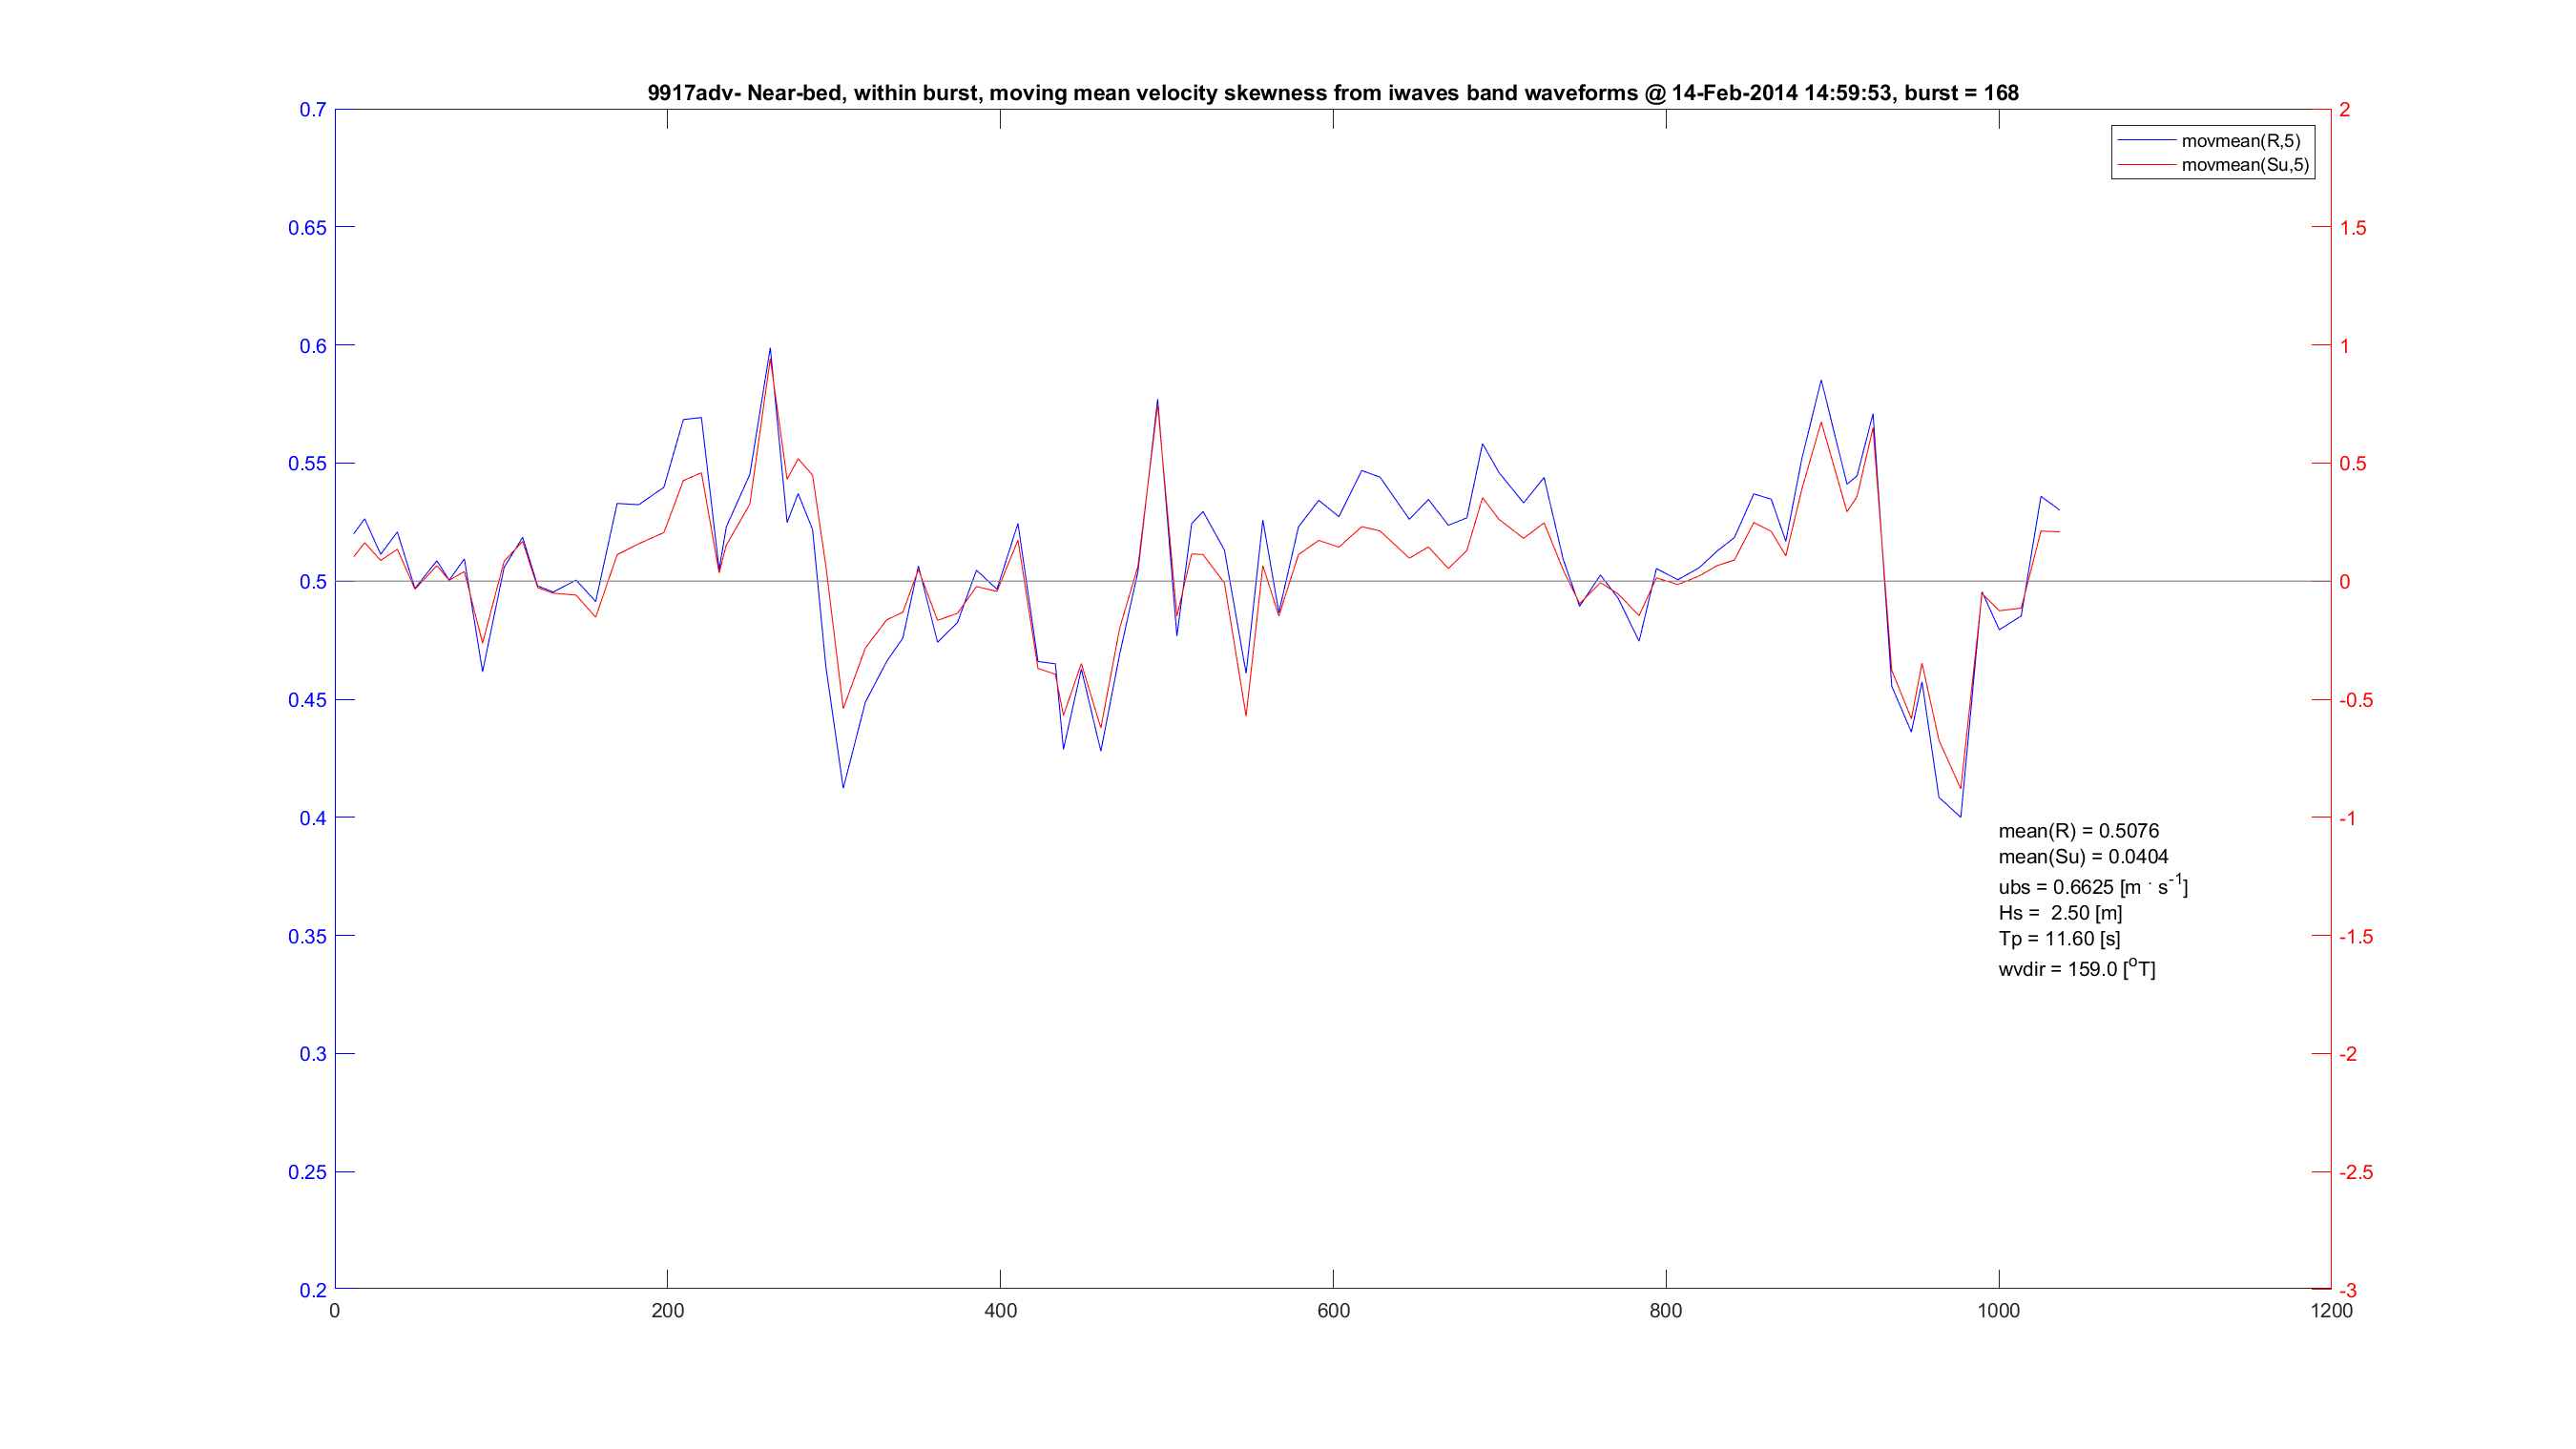 9917adv- Near-bed, within burst, moving mean velocity skewness from iwaves band waveforms @ 14-Feb-2014 14:59:53, burst = 168
movmean(R,5)
movmean(Su,5)
0.7
0.65
0.6
0.55
0.5
0.45
0.4
0.35
0.3
0.25
0.2
2
1.5
1
0.5
0
-0.5
-1
-1.5
-2
-2.5
-3
mean(R) = 0.5076
mean(Su) = 0.0404
ubs = 0.6625 [m · s⁻¹]
Hs =  2.50 [m]
Tp = 11.60 [s]
wvdir = 159.0 [°T]
0 200 400 600 800 1000 1200